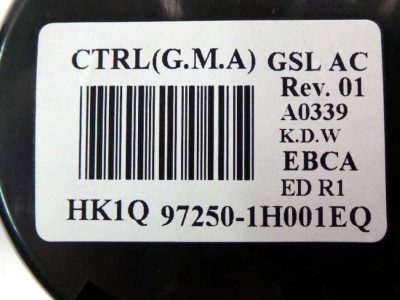 CTRL(G.M.A) GSL AC
Rev. 01
A0339
K.D.W
EBCA
ED R1
HK1Q 97250-1H001EQ